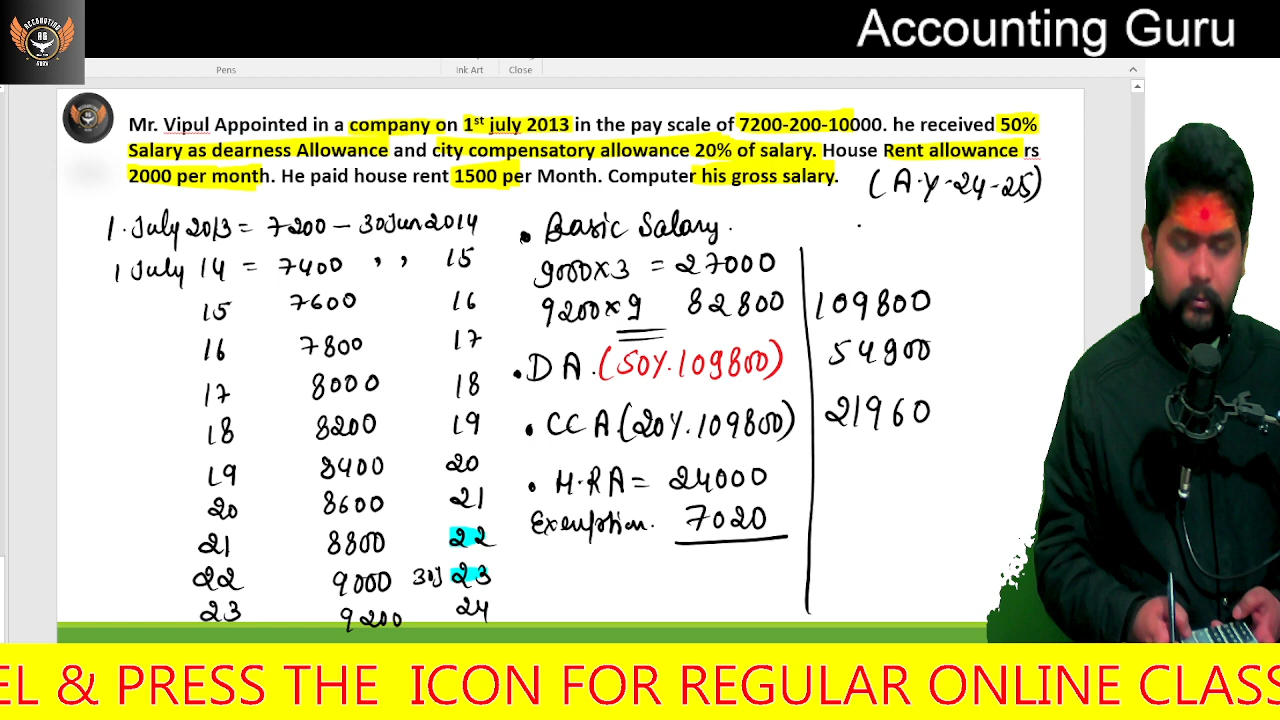 Accounting Guru
ACCOUNTING
AG
GURU
Pens
Ink Art
Close
Mr. Vipul Appointed in a company on 1st july 2013 in the pay scale of 7200-200-10000. he received 50%
Salary as dearness Allowance and city compensatory allowance 20% of salary. House Rent allowance rs
2000 per month. He paid house rent 1500 per Month. Computer his gross salary.
(A.Y-24-25)
1.July 2013 = 7200 - 30Jun 2014
1 July 14 = 7400 " 15
15 7600 16
16 7800 17
17 8000 18
18 8200 19
19 8400 20
20 8600 21
21 8800 22
22 9000 30J 23
23 9200 24
• Basic Salary.
9000x3 = 27000
9200x9 82800 109800
• DA. (50%.109800) 54900
• CCA (20%.109800) 21960
• H.RA = 24000
Exemption. 7020
EL & PRESS THE ICON FOR REGULAR ONLINE CLASS